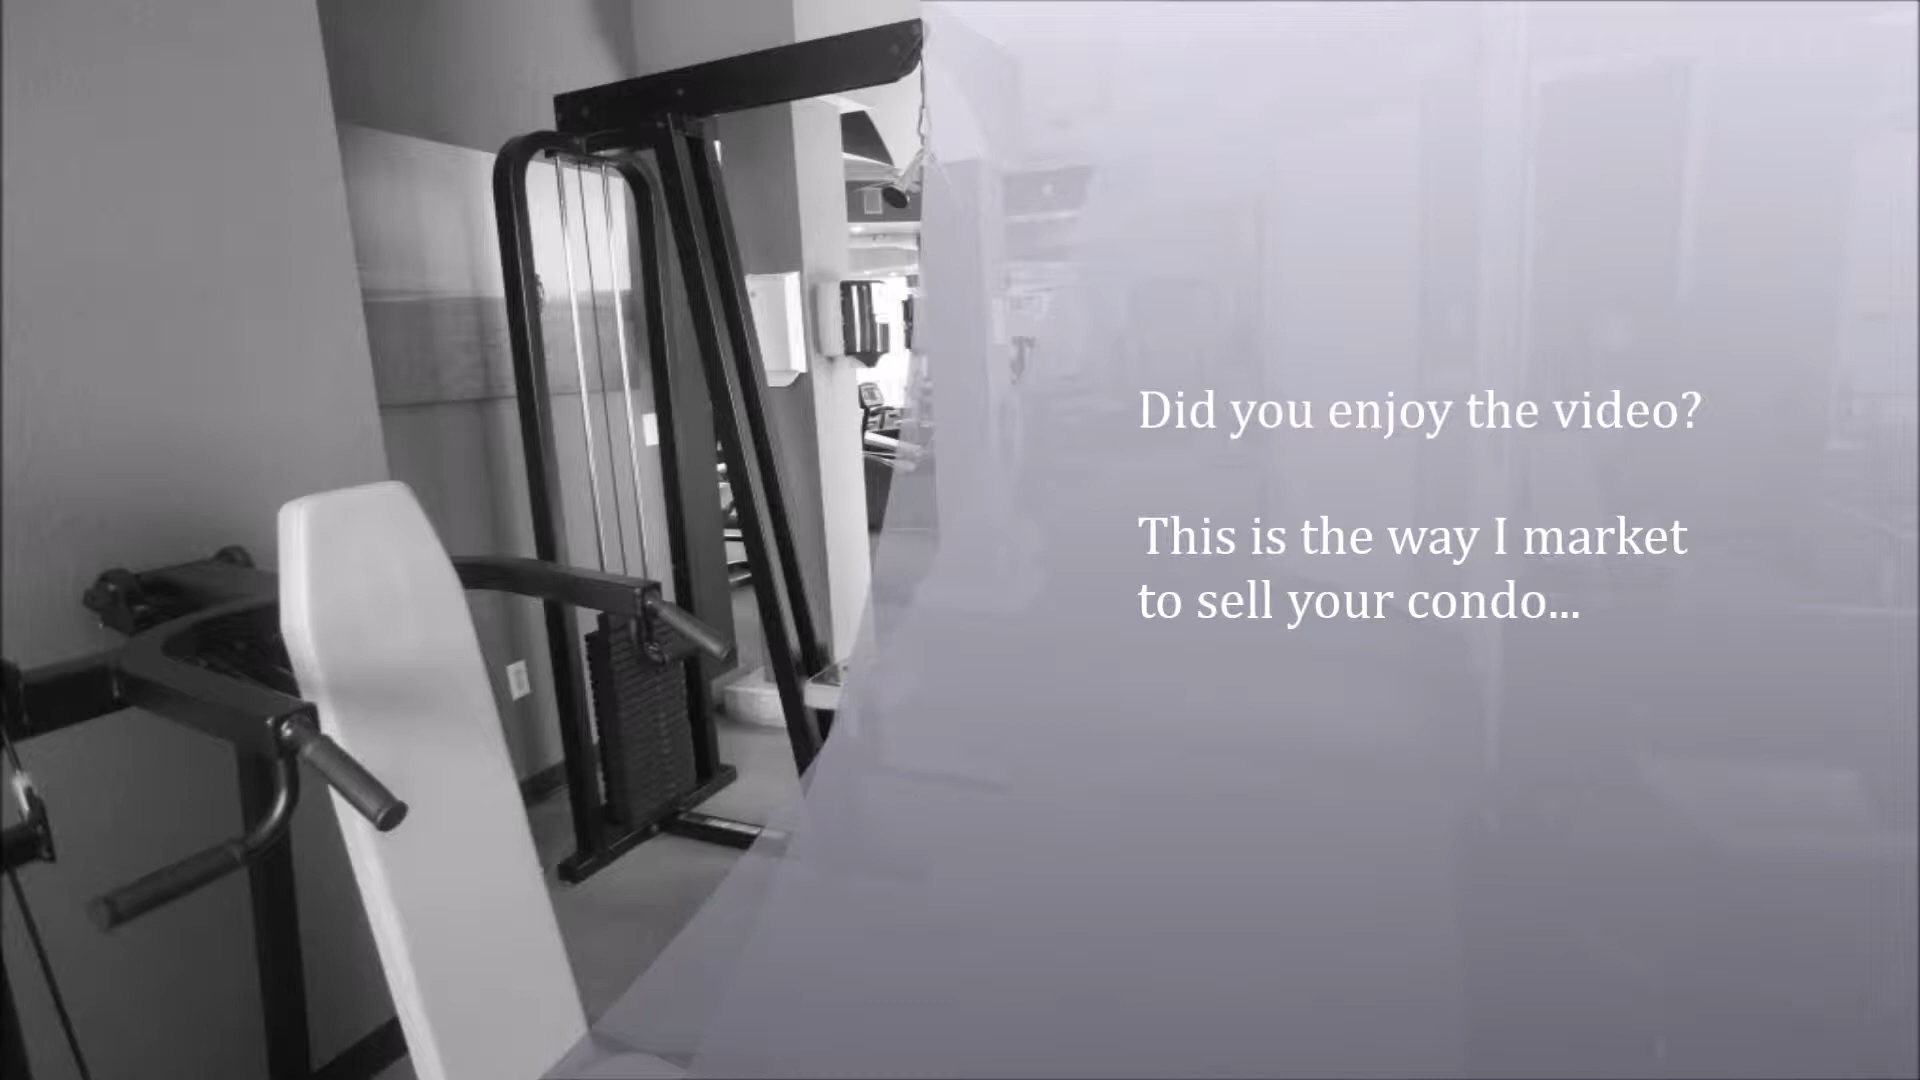 Did you enjoy the video?
This is the way I market
to sell your condo...